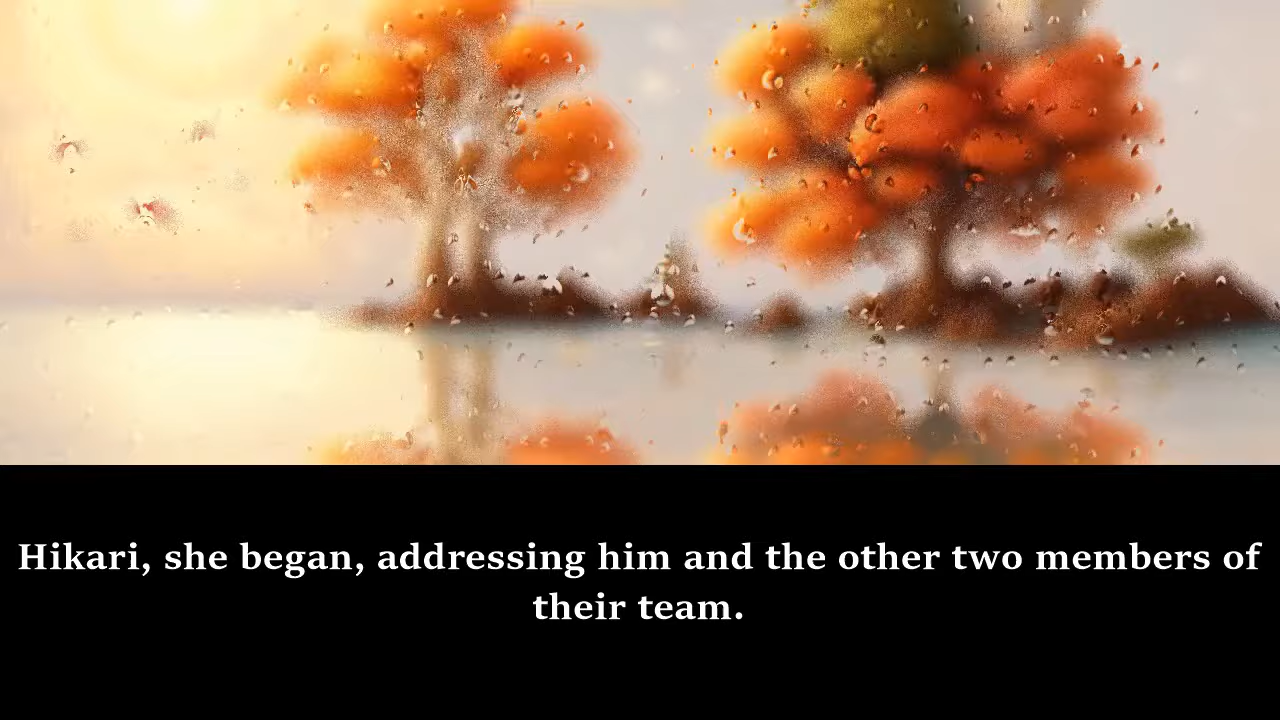 Hikari, she began, addressing him and the other two members of
their team.